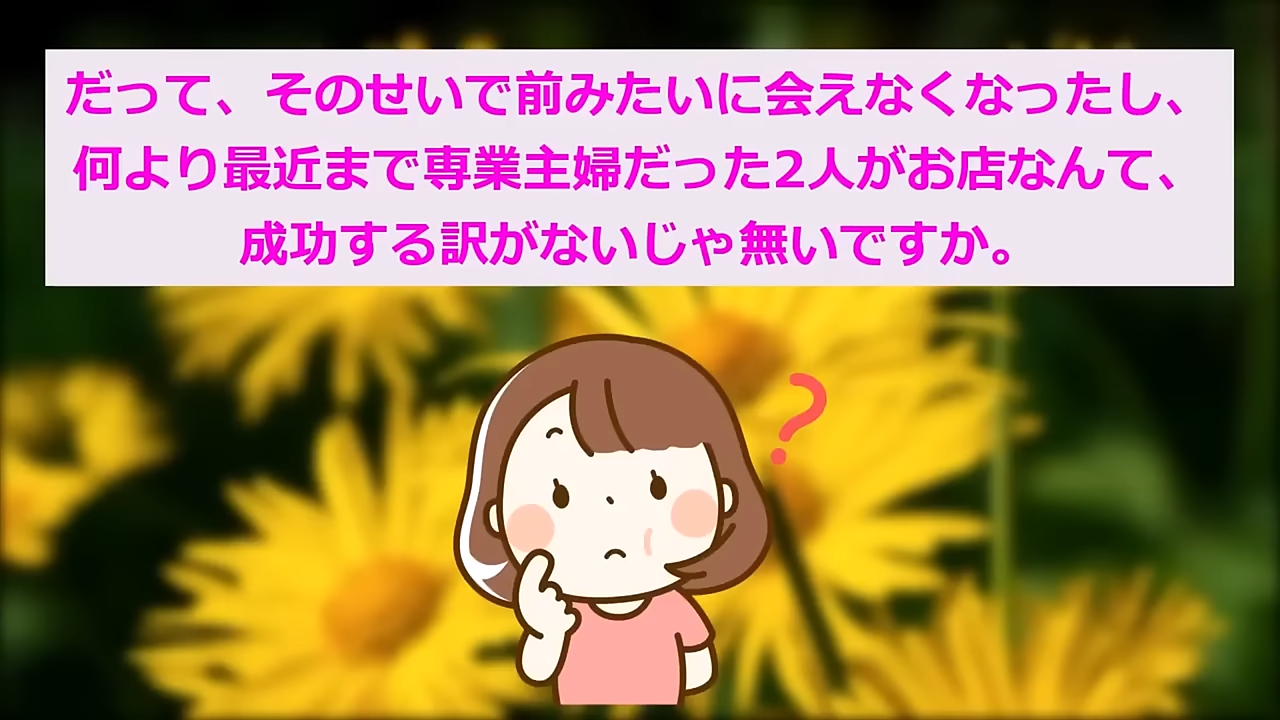 だって、そのせいで前みたいに会えなくなったし、
何より最近まで専業主婦だった2人がお店なんて、
成功する訳がないじゃ無いですか。
?